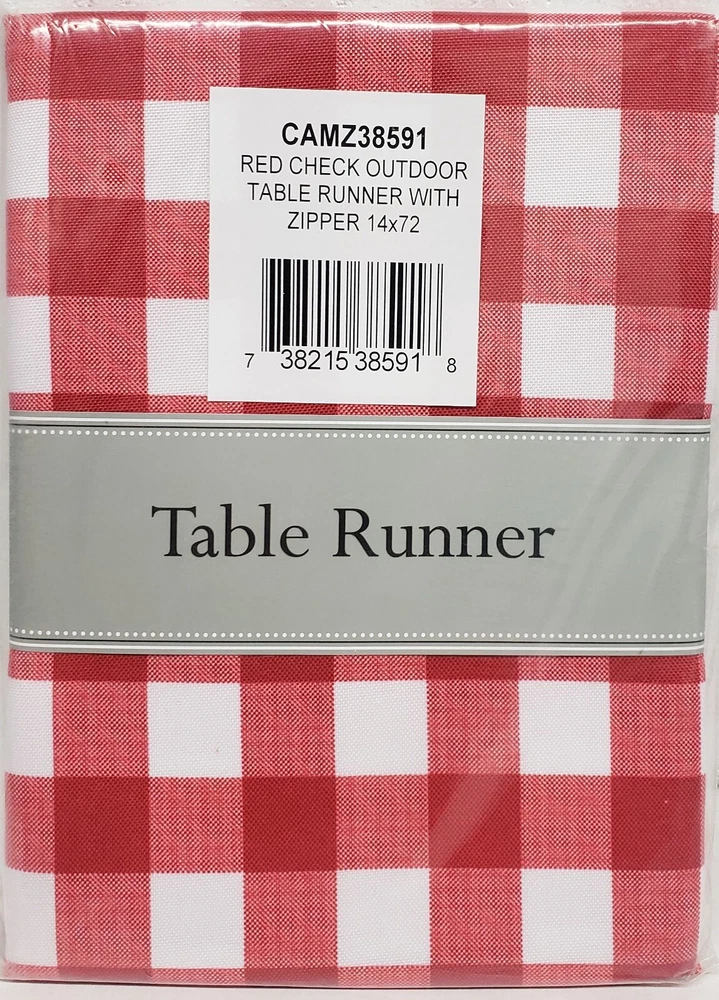 CAMZ38591
RED CHECK OUTDOOR
TABLE RUNNER WITH
ZIPPER 14x72
7 38215 38591 8
Table Runner